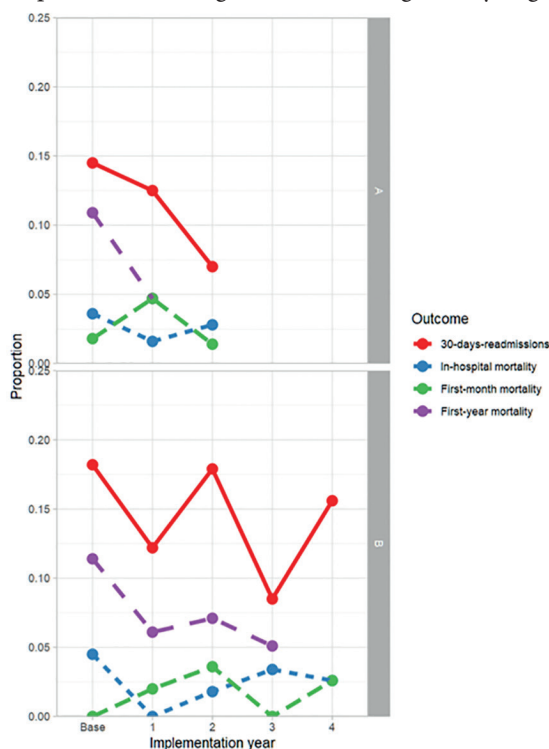 0.25
0.20
0.15
0.10
0.05
0.00
A
0.25
0.20
0.15
0.10
0.05
0.00
B
Proportion
Base 1 2 3 4
Implementation year
Outcome
30-days-readmissions
In-hospital mortality
First-month mortality
First-year mortality